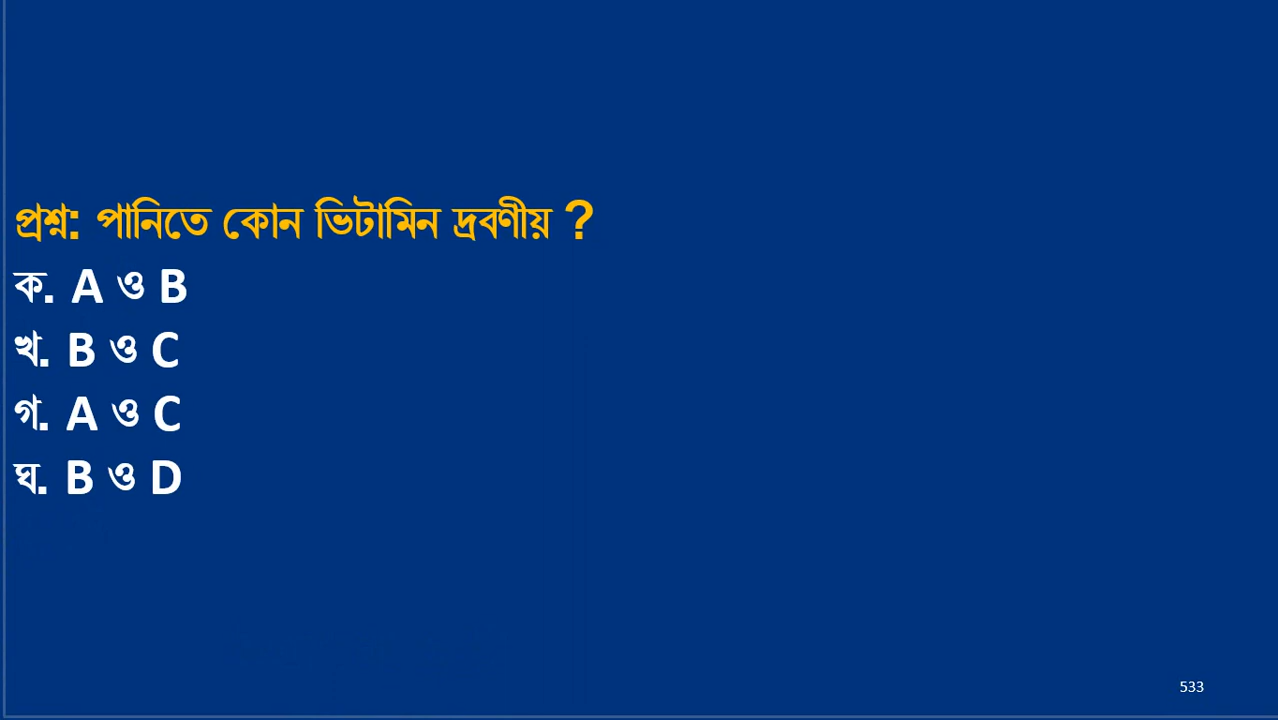 প্রশ্ন: পানিতে কোন ভিটামিন দ্রবণীয় ?
ক. A ও B
খ. B ও C
গ. A ও C
ঘ. B ও D
533